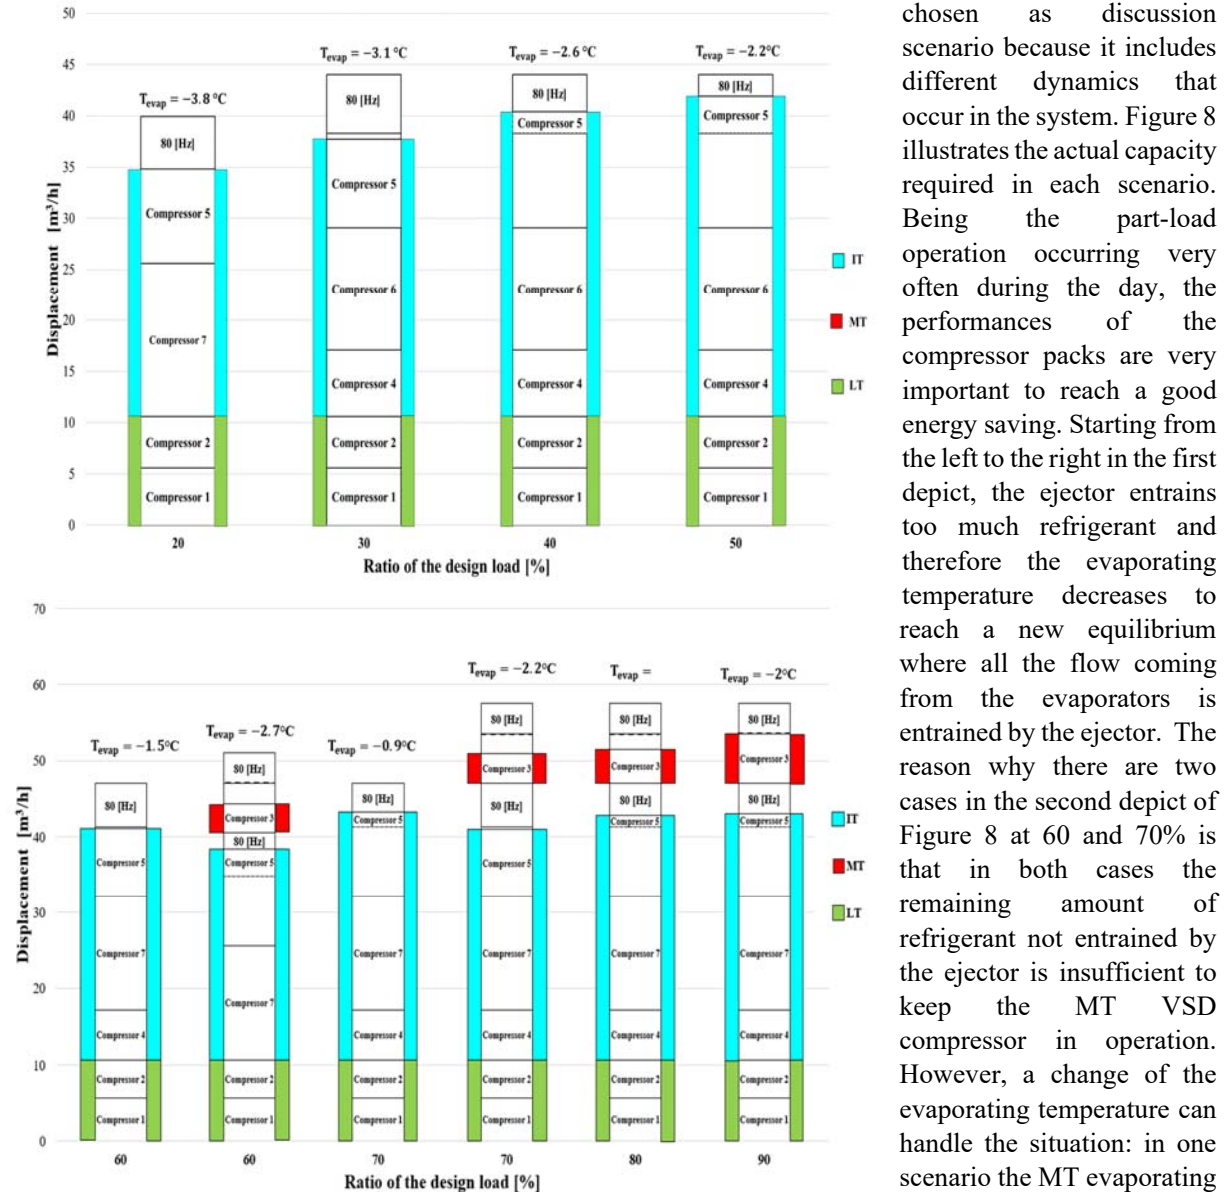 50
45
40
35
30
25
20
15
10
5
0
Displacement [m³/h]
T_evap = −3.8 °C
80 [Hz]
Compressor 5
Compressor 7
Compressor 2
Compressor 1
T_evap = −3.1 °C
80 [Hz]
Compressor 5
Compressor 6
Compressor 4
Compressor 2
Compressor 1
T_evap = −2.6 °C
80 [Hz]
Compressor 5
Compressor 6
Compressor 4
Compressor 2
Compressor 1
T_evap = −2.2°C
80 [Hz]
Compressor 5
Compressor 6
Compressor 4
Compressor 2
Compressor 1
IT
MT
LT
20 30 40 50
Ratio of the design load [%]
70
60
50
40
30
20
10
0
Displacement [m³/h]
T_evap = −1.5°C
80 [Hz]
Compressor 5
Compressor 7
Compressor 4
Compressor 2
Compressor 1
T_evap = −2.7°C
80 [Hz]
Compressor 3
80 [Hz]
Compressor 5
Compressor 7
Compressor 2
Compressor 1
T_evap = −0.9°C
80 [Hz]
Compressor 5
Compressor 7
Compressor 4
Compressor 2
Compressor 1
T_evap = −2.2°C
80 [Hz]
Compressor 3
80 [Hz]
Compressor 5
Compressor 7
Compressor 4
Compressor 2
Compressor 1
T_evap =
80 [Hz]
Compressor 3
80 [Hz]
Compressor 5
Compressor 7
Compressor 4
Compressor 2
Compressor 1
T_evap = −2°C
80 [Hz]
Compressor 3
80 [Hz]
Compressor 5
Compressor 7
Compressor 4
Compressor 2
Compressor 1
IT
MT
LT
60 60 70 70 80 90
Ratio of the design load [%]
chosen as discussion
scenario because it includes
different dynamics that
occur in the system. Figure 8
illustrates the actual capacity
required in each scenario.
Being the part-load
operation occurring very
often during the day, the
performances of the
compressor packs are very
important to reach a good
energy saving. Starting from
the left to the right in the first
depict, the ejector entrains
too much refrigerant and
therefore the evaporating
temperature decreases to
reach a new equilibrium
where all the flow coming
from the evaporators is
entrained by the ejector. The
reason why there are two
cases in the second depict of
Figure 8 at 60 and 70% is
that in both cases the
remaining amount of
refrigerant not entrained by
the ejector is insufficient to
keep the MT VSD
compressor in operation.
However, a change of the
evaporating temperature can
handle the situation: in one
scenario the MT evaporating